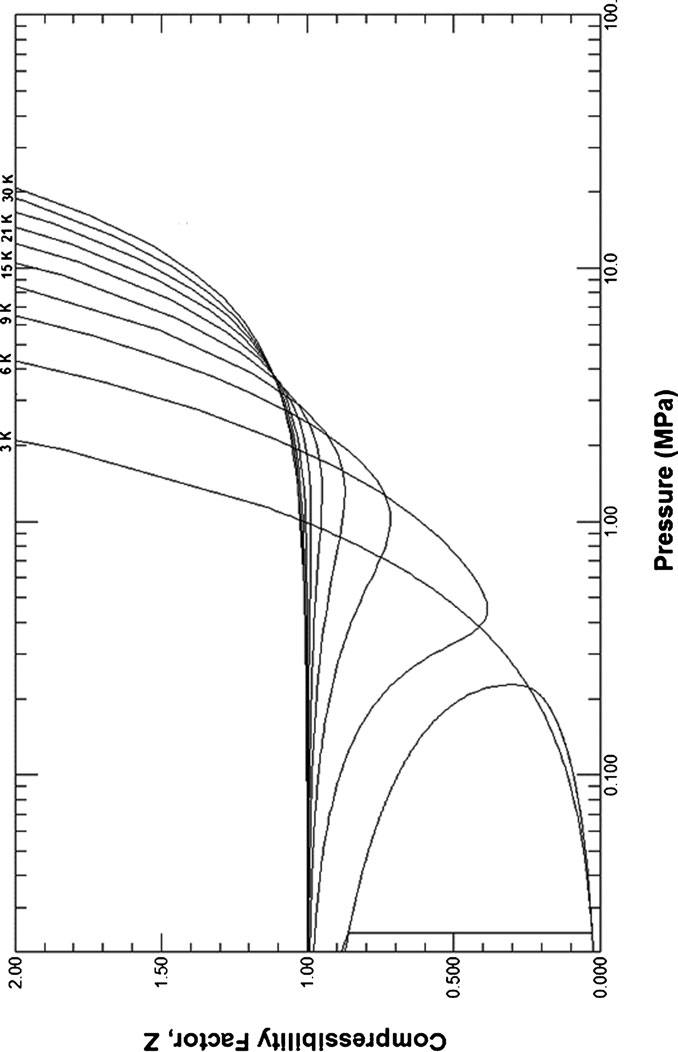 3 K
6 K
9 K
15 K
21 K
30 K
2.00
1.50
1.00
0.500
0.000
0.100
1.00
10.0
100.
Compressibility Factor, Z
Pressure (MPa)